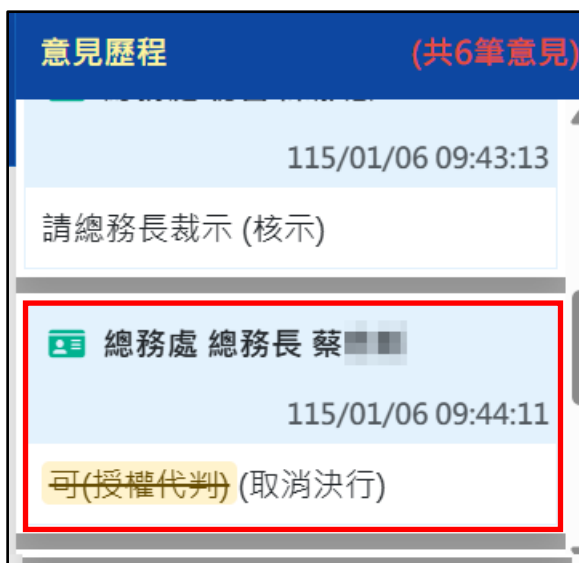 意見歷程 (共6筆意見)
115/01/06 09:43:13
請總務長裁示 (核示)
總務處 總務長 蔡
115/01/06 09:44:11
可(授權代判) (取消決行)